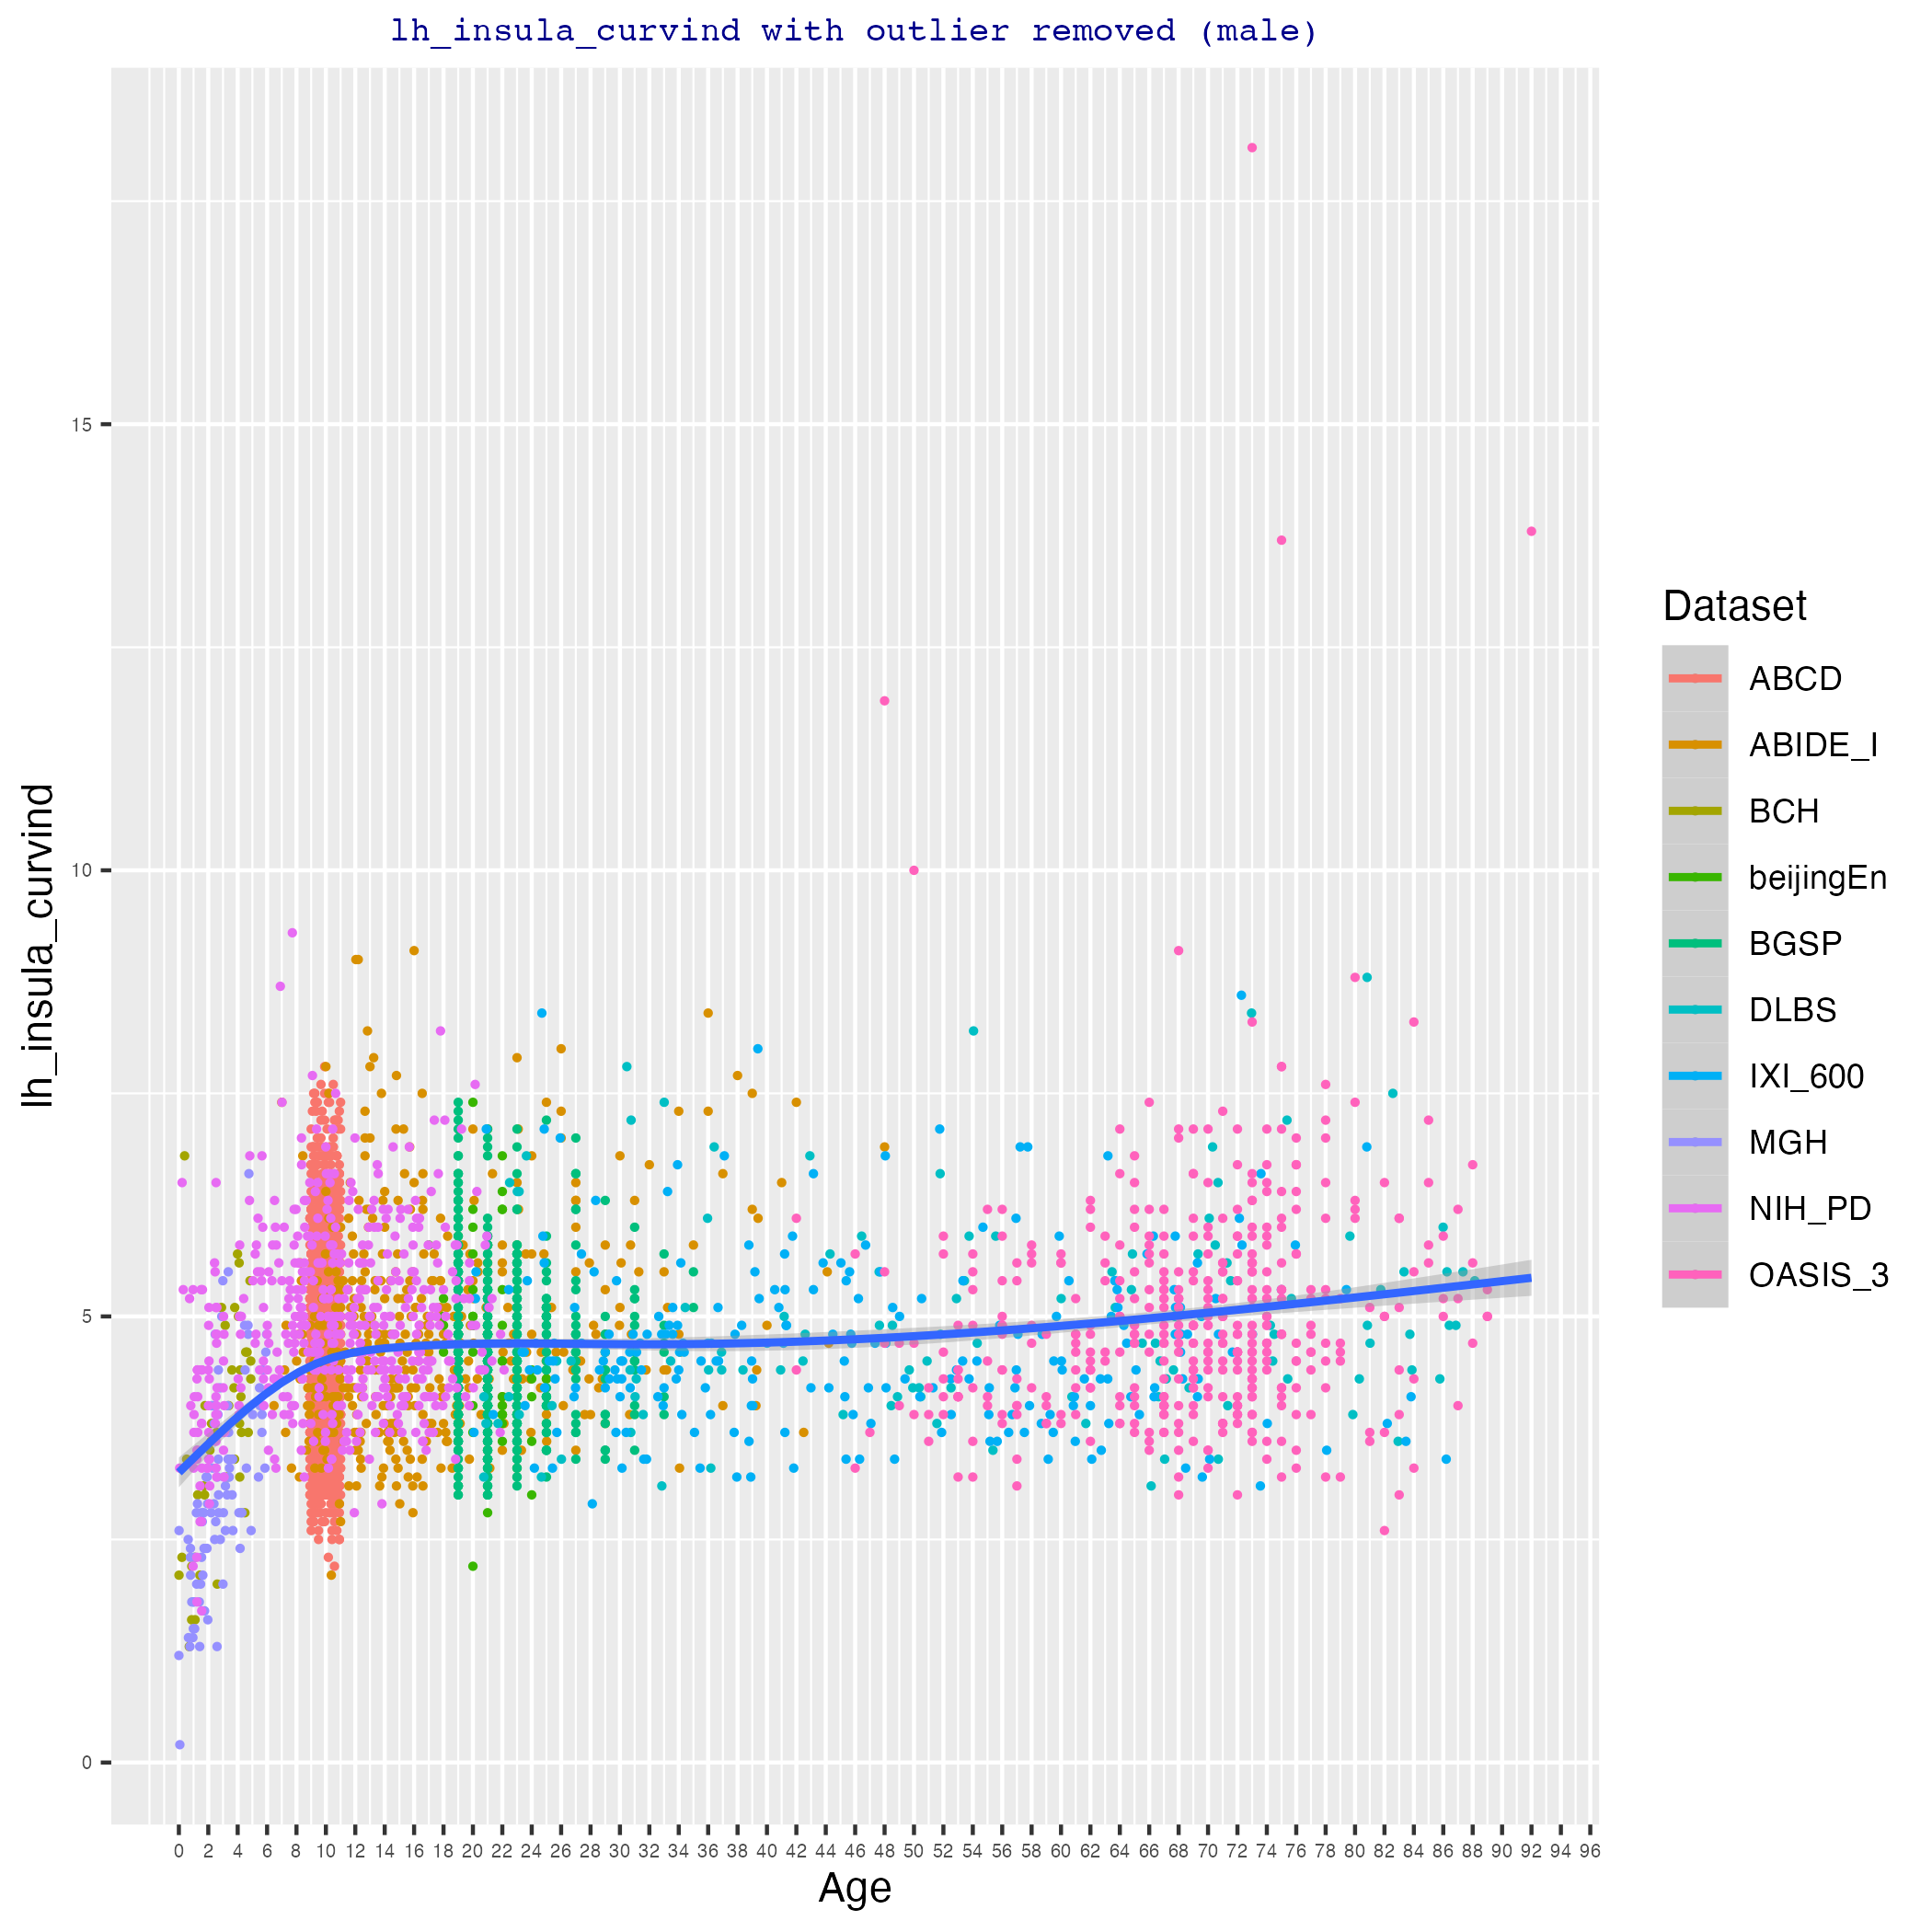 lh_insula_curvind with outlier removed (male)
lh_insula_curvind
15
10
5
0
0 2 4 6 8 10 12 14 16 18 20 22 24 26 28 30 32 34 36 38 40 42 44 46 48 50 52 54 56 58 60 62 64 66 68 70 72 74 76 78 80 82 84 86 88 90 92 94 96
Age
Dataset
ABCD
ABIDE_I
BCH
beijingEn
BGSP
DLBS
IXI_600
MGH
NIH_PD
OASIS_3